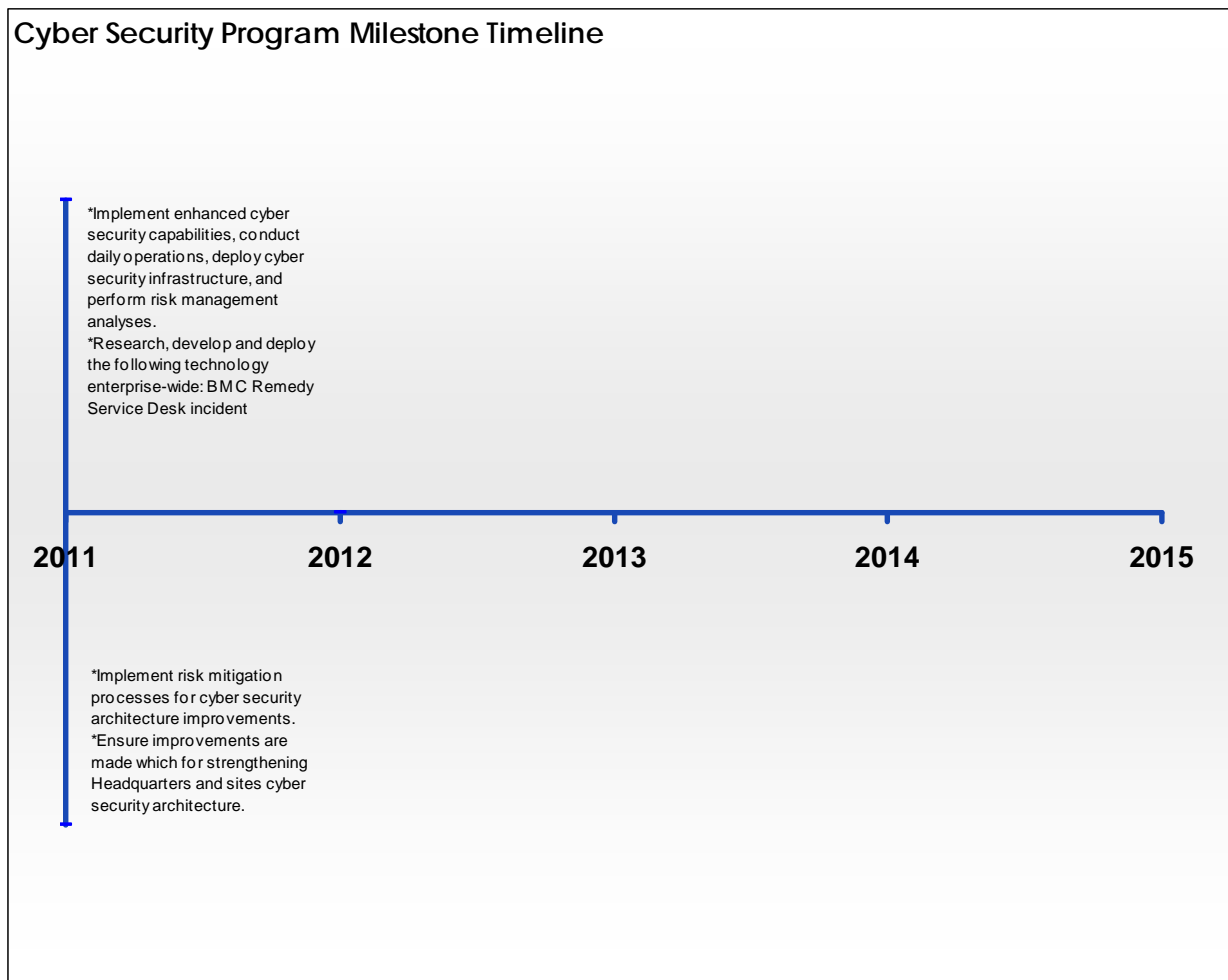 Cyber Security Program Milestone Timeline
*Implement enhanced cyber
security capabilities, conduct
daily operations, deploy cyber
security infrastructure, and
perform risk management
analyses.
*Research, develop and deploy
the following technology
enterprise-wide: BMC Remedy
Service Desk incident
2011 2012 2013 2014 2015
*Implement risk mitigation
processes for cyber security
architecture improvements.
*Ensure improvements are
made which for strengthening
Headquarters and sites cyber
security architecture.